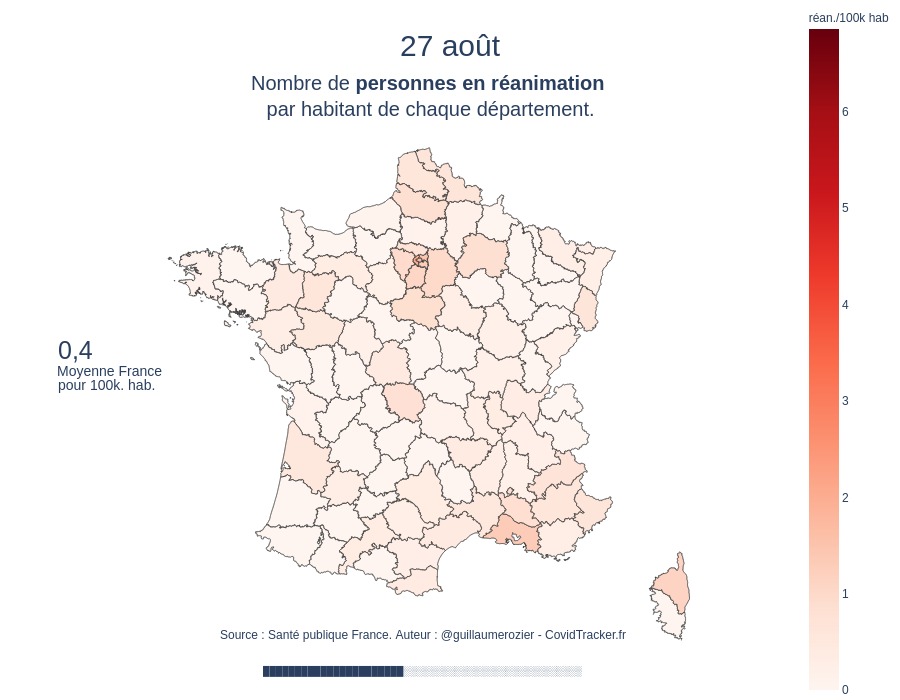 réan./100k hab
27 août
Nombre de personnes en réanimation
par habitant de chaque département.
6
5
4
3
2
1
0
0,4
Moyenne France
pour 100k. hab.
Source : Santé publique France. Auteur : @guillaumerozier - CovidTracker.fr